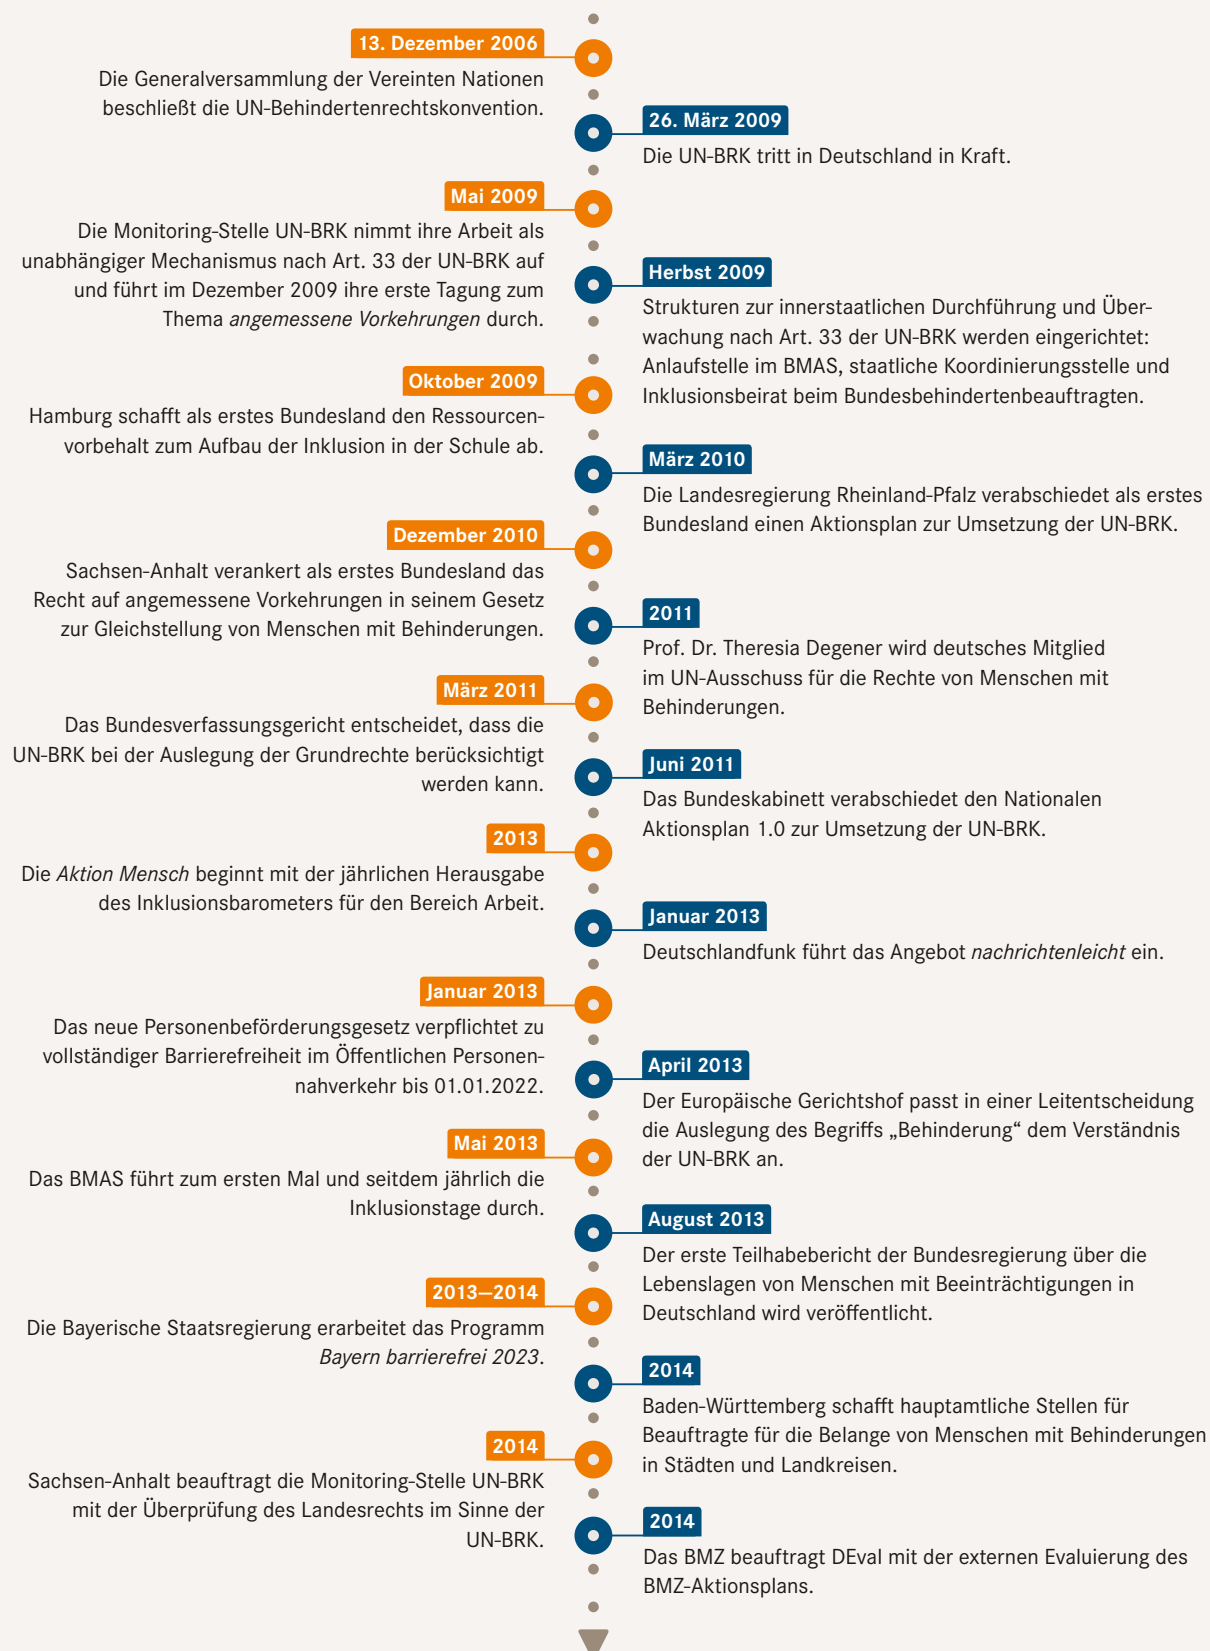 13. Dezember 2006
Die Generalversammlung der Vereinten Nationen
beschließt die UN-Behindertenrechtskonvention.
26. März 2009
Die UN-BRK tritt in Deutschland in Kraft.
Mai 2009
Die Monitoring-Stelle UN-BRK nimmt ihre Arbeit als
unabhängiger Mechanismus nach Art. 33 der UN-BRK auf
und führt im Dezember 2009 ihre erste Tagung zum
Thema angemessene Vorkehrungen durch.
Herbst 2009
Strukturen zur innerstaatlichen Durchführung und Über-
wachung nach Art. 33 der UN-BRK werden eingerichtet:
Anlaufstelle im BMAS, staatliche Koordinierungsstelle und
Inklusionsbeirat beim Bundesbehindertenbeauftragten.
Oktober 2009
Hamburg schafft als erstes Bundesland den Ressourcen-
vorbehalt zum Aufbau der Inklusion in der Schule ab.
März 2010
Die Landesregierung Rheinland-Pfalz verabschiedet als erstes
Bundesland einen Aktionsplan zur Umsetzung der UN-BRK.
Dezember 2010
Sachsen-Anhalt verankert als erstes Bundesland das
Recht auf angemessene Vorkehrungen in seinem Gesetz
zur Gleichstellung von Menschen mit Behinderungen.
2011
Prof. Dr. Theresia Degener wird deutsches Mitglied
im UN-Ausschuss für die Rechte von Menschen mit
Behinderungen.
März 2011
Das Bundesverfassungsgericht entscheidet, dass die
UN-BRK bei der Auslegung der Grundrechte berücksichtigt
werden kann.
Juni 2011
Das Bundeskabinett verabschiedet den Nationalen
Aktionsplan 1.0 zur Umsetzung der UN-BRK.
2013
Die Aktion Mensch beginnt mit der jährlichen Herausgabe
des Inklusionsbarometers für den Bereich Arbeit.
Januar 2013
Deutschlandfunk führt das Angebot nachrichtenleicht ein.
Januar 2013
Das neue Personenbeförderungsgesetz verpflichtet zu
vollständiger Barrierefreiheit im Öffentlichen Personen-
nahverkehr bis 01.01.2022.
April 2013
Der Europäische Gerichtshof passt in einer Leitentscheidung
die Auslegung des Begriffs „Behinderung“ dem Verständnis
der UN-BRK an.
Mai 2013
Das BMAS führt zum ersten Mal und seitdem jährlich die
Inklusionstage durch.
August 2013
Der erste Teilhabebericht der Bundesregierung über die
Lebenslagen von Menschen mit Beeinträchtigungen in
Deutschland wird veröffentlicht.
2013—2014
Die Bayerische Staatsregierung erarbeitet das Programm
Bayern barrierefrei 2023.
2014
Baden-Württemberg schafft hauptamtliche Stellen für
Beauftragte für die Belange von Menschen mit Behinderungen
in Städten und Landkreisen.
2014
Sachsen-Anhalt beauftragt die Monitoring-Stelle UN-BRK
mit der Überprüfung des Landesrechts im Sinne der
UN-BRK.
2014
Das BMZ beauftragt DEval mit der externen Evaluierung des
BMZ-Aktionsplans.